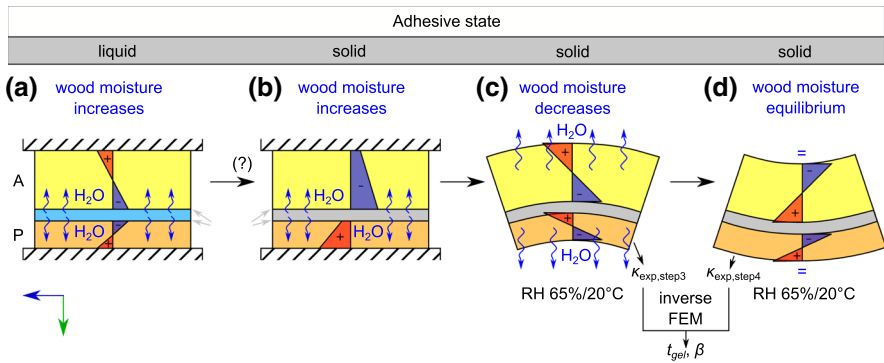 Adhesive state
liquid
solid
solid
solid
(a) wood moisture increases
(b) wood moisture increases
(c) wood moisture decreases
(d) wood moisture equilibrium
A
P
H₂O
H₂O
+
-
-
+
(?)
H₂O
H₂O
-
+
H₂O
+
-
+
-
H₂O
κexp,step3
RH 65%/20°C
=
-
+
-
+
=
κexp,step4
RH 65%/20°C
inverse
FEM
tgel, β